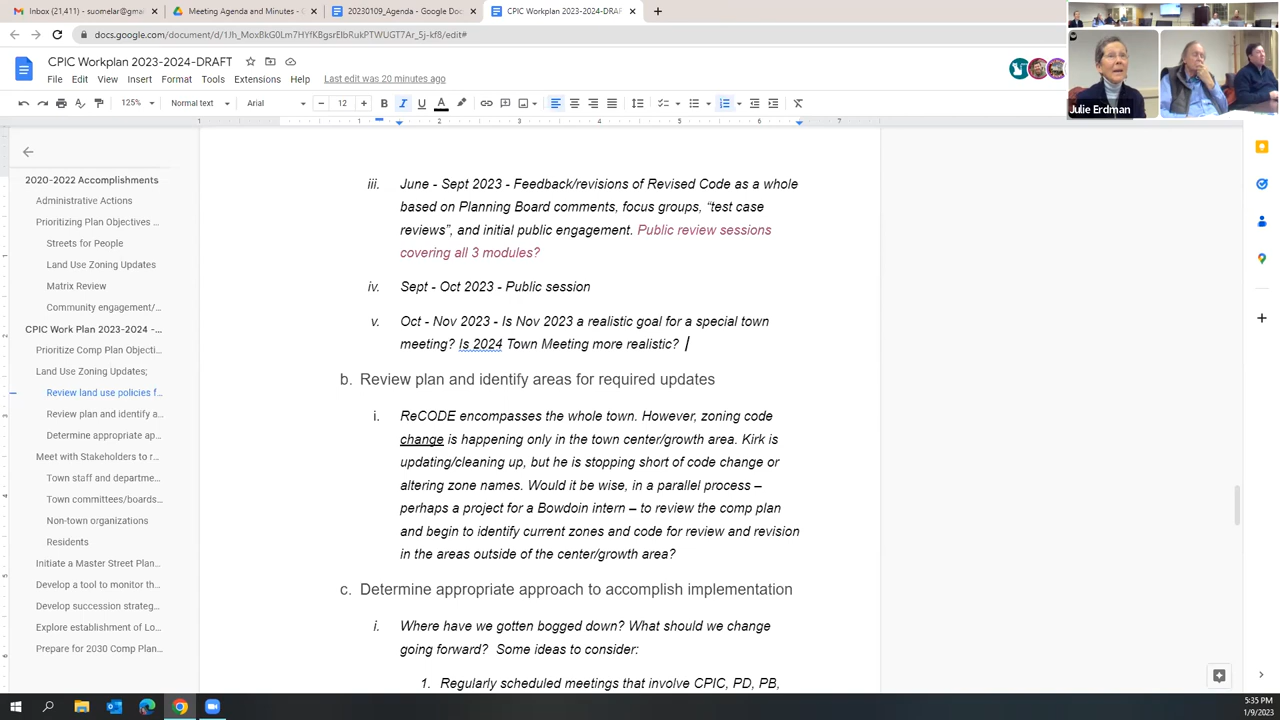 Inbox (21,411) - suomelar@gmai
Meeting Agenda and Minutes - G
20230109_Agenda - Google Docs
CPIC Workplan 2023-2024-DRAFT
docs.google.com/document/d/1Jh_MoxBkG0Lm7HYfKBgsrElbRukPTWUGT7Ar_5j-kf8/edit#
CPIC Workplan 2023-2024-DRAFT
File Edit View Insert Format Tools Extensions Help Last edit was 20 minutes ago
125% Normal text Arial 12
Julie Erdman
1 1 2 3 4 5 6 7
2020-2022 Accomplishments
Administrative Actions
Prioritizing Plan Objectives ...
Streets for People
Land Use Zoning Updates
Matrix Review
Community engagement/...
CPIC Work Plan 2023-2024 -...
Prioritize Comp Plan Objecti...
Land Use Zoning Updates;
Review land use policies f...
Review plan and identify a...
Determine appropriate ap...
Meet with Stakeholders to r...
Town staff and departme...
Town committees/boards...
Non-town organizations
Residents
Initiate a Master Street Plan...
Develop a tool to monitor th...
Develop succession strateg...
Explore establishment of Lo...
Prepare for 2030 Comp Plan...
iii. June - Sept 2023 - Feedback/revisions of Revised Code as a whole
based on Planning Board comments, focus groups, “test case
reviews”, and initial public engagement. Public review sessions
covering all 3 modules?
iv. Sept - Oct 2023 - Public session
v. Oct - Nov 2023 - Is Nov 2023 a realistic goal for a special town
meeting? Is 2024 Town Meeting more realistic?
b. Review plan and identify areas for required updates
i. ReCODE encompasses the whole town. However, zoning code
change is happening only in the town center/growth area. Kirk is
updating/cleaning up, but he is stopping short of code change or
altering zone names. Would it be wise, in a parallel process –
perhaps a project for a Bowdoin intern – to review the comp plan
and begin to identify current zones and code for review and revision
in the areas outside of the center/growth area?
c. Determine appropriate approach to accomplish implementation
i. Where have we gotten bogged down? What should we change
going forward? Some ideas to consider:
1. Regularly scheduled meetings that involve CPIC, PD, PB,
5:35 PM
1/9/2023